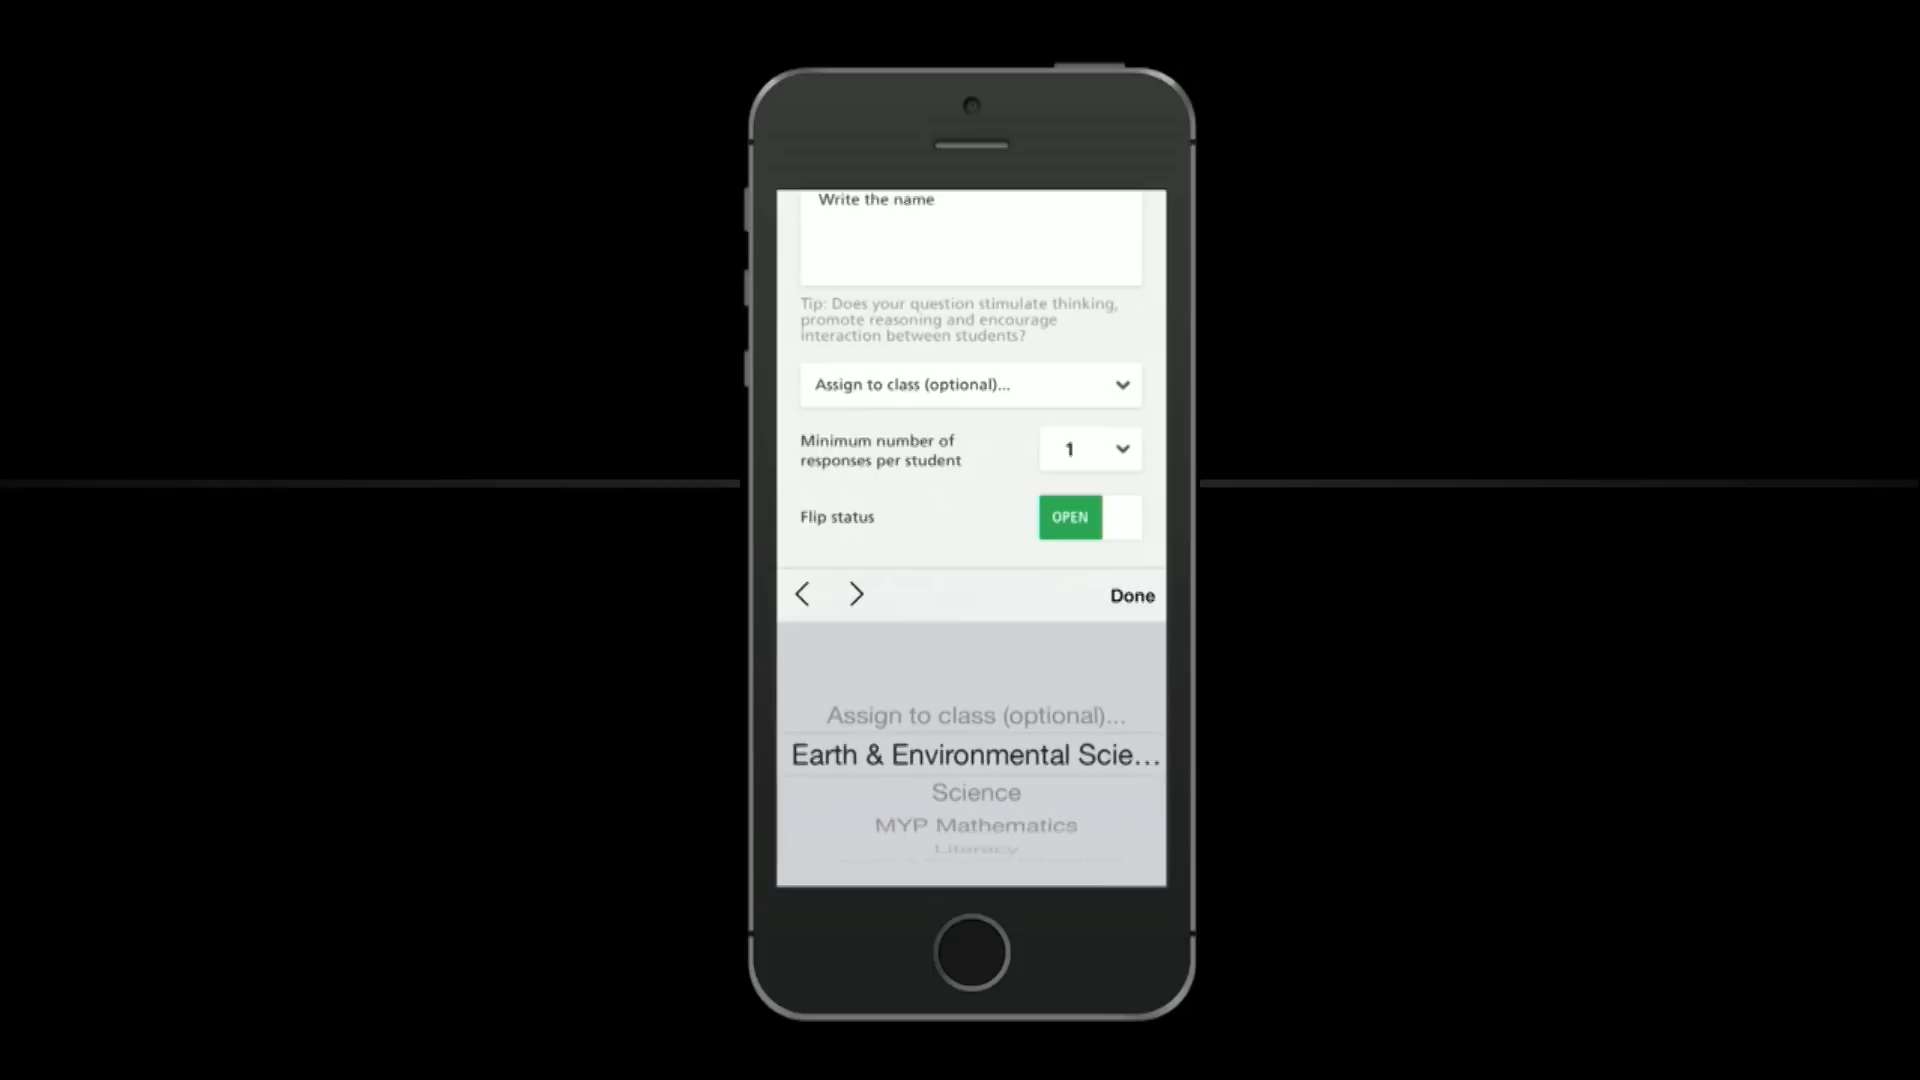 Write the name
Tip: Does your question stimulate thinking,
promote reasoning and encourage
interaction between students?
Assign to class (optional)...
Minimum number of
responses per student
1
Flip status
OPEN
Done
Assign to class (optional)...
Earth & Environmental Scie...
Science
MYP Mathematics
Literacy